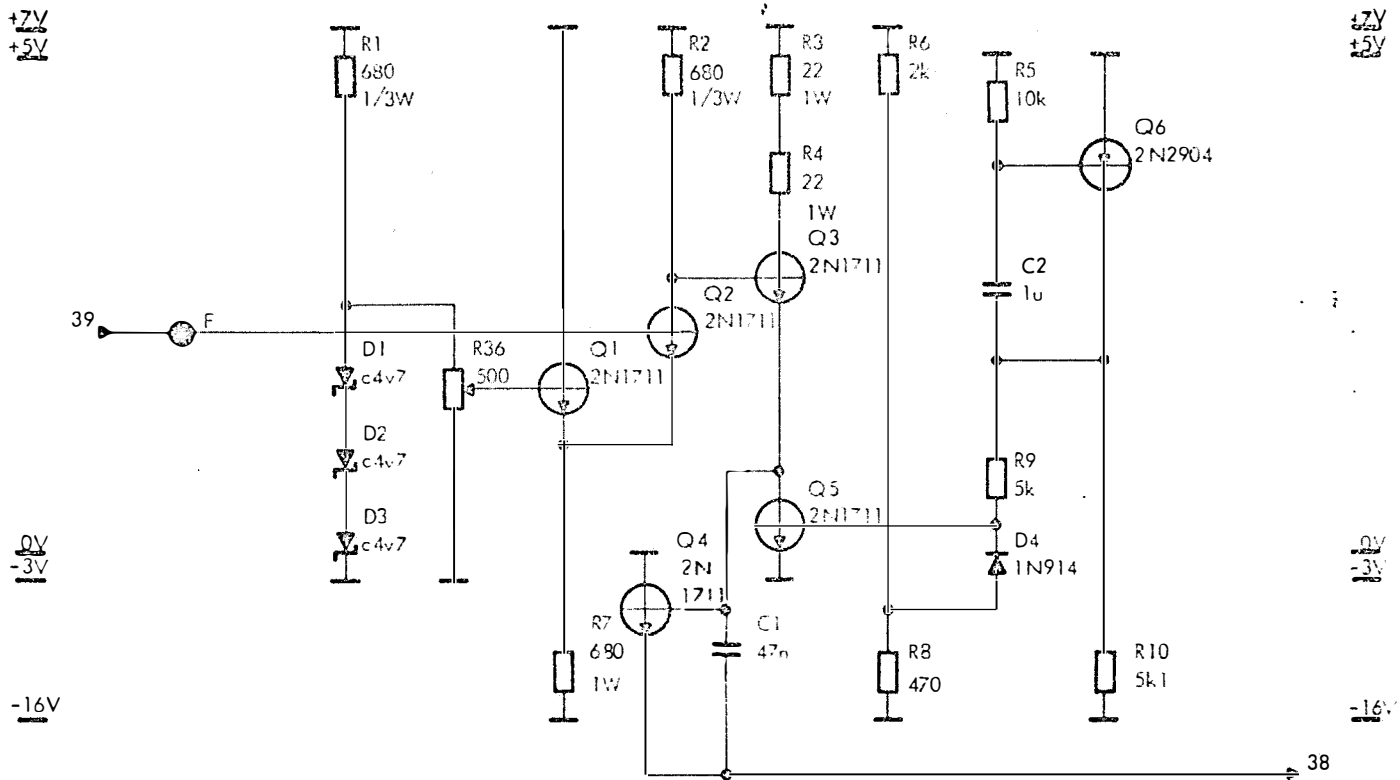 +7V
+5V
R1
680
1/3W
R2
680
1/3W
R3
22
1W
R4
22
1W
R6
2k
R5
10k
Q6
2N2904
+7V
+5V
Q3
2N1711
C2
1u
39
F
Q2
2N1711
D1
c4v7
R36
500
Q1
2N1711
D2
c4v7
R9
5k
Q5
2N1711
D3
c4v7
Q4
2N
1711
D4
1N914
0V
-3V
0V
-3V
R7
680
1W
C1
47n
R8
470
R10
5k1
-16V
-16V
38